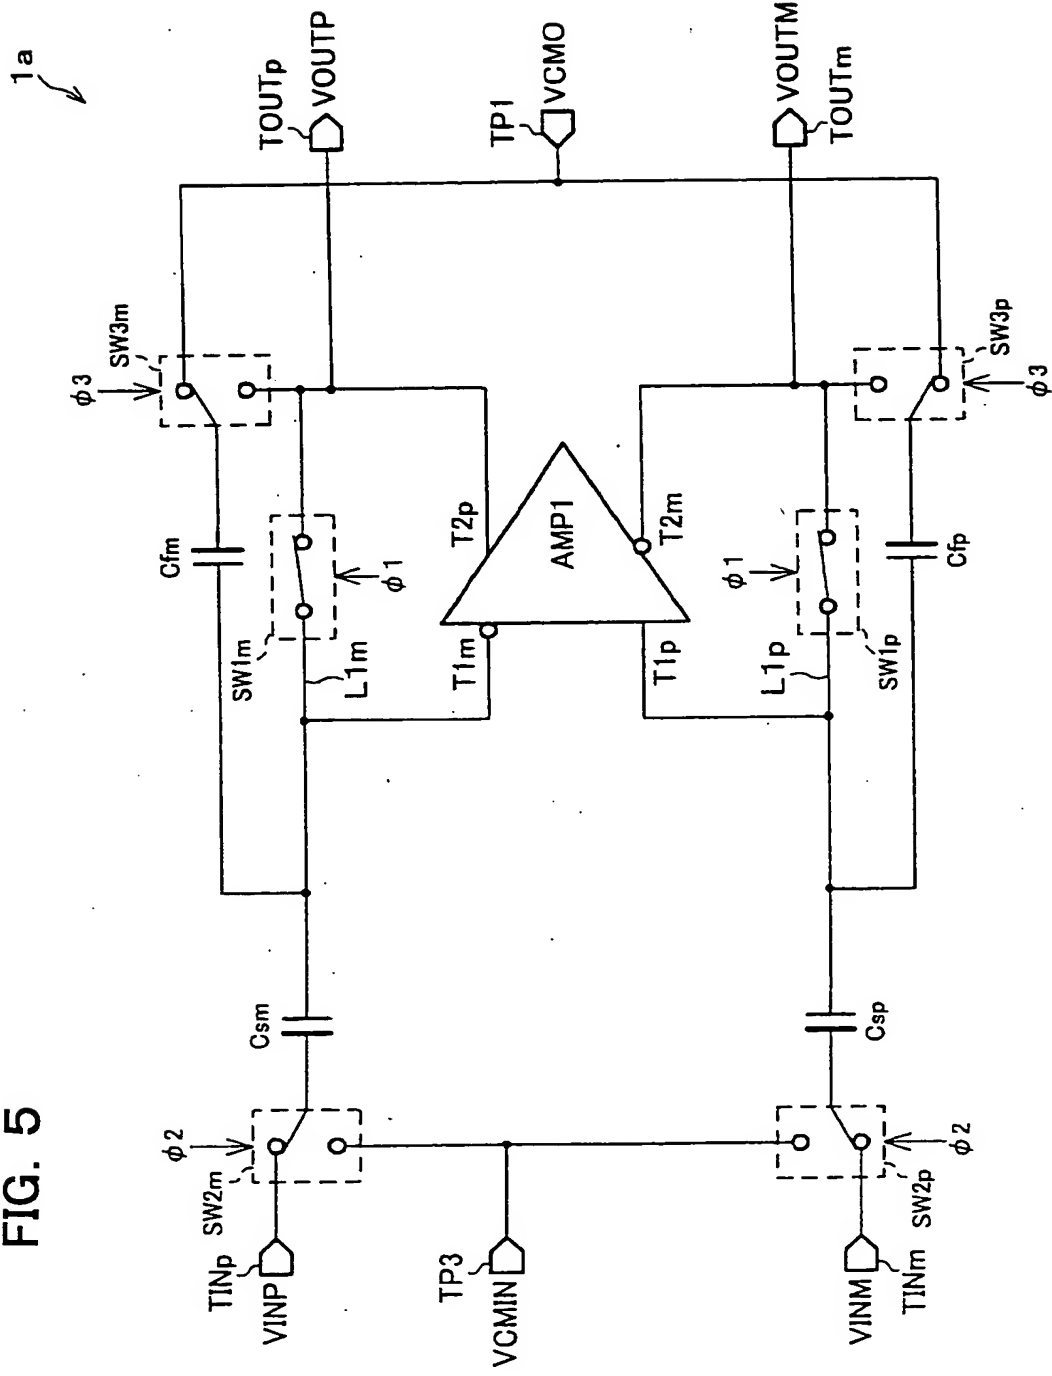 FIG. 5
1a
φ3
SW3m
TOUTp
VOUTP
Cfm
φ2
SW2m
Csm
SW1m
φ1
L1m
TINp
VINP
T1m
T2p
AMP1
TP1
VCMO
TP3
VCMIN
T1p
T2m
φ1
L1p
SW1p
VOUTM
TOUTm
VINM
TINm
SW2p
φ2
Csp
Cfp
SW3p
φ3